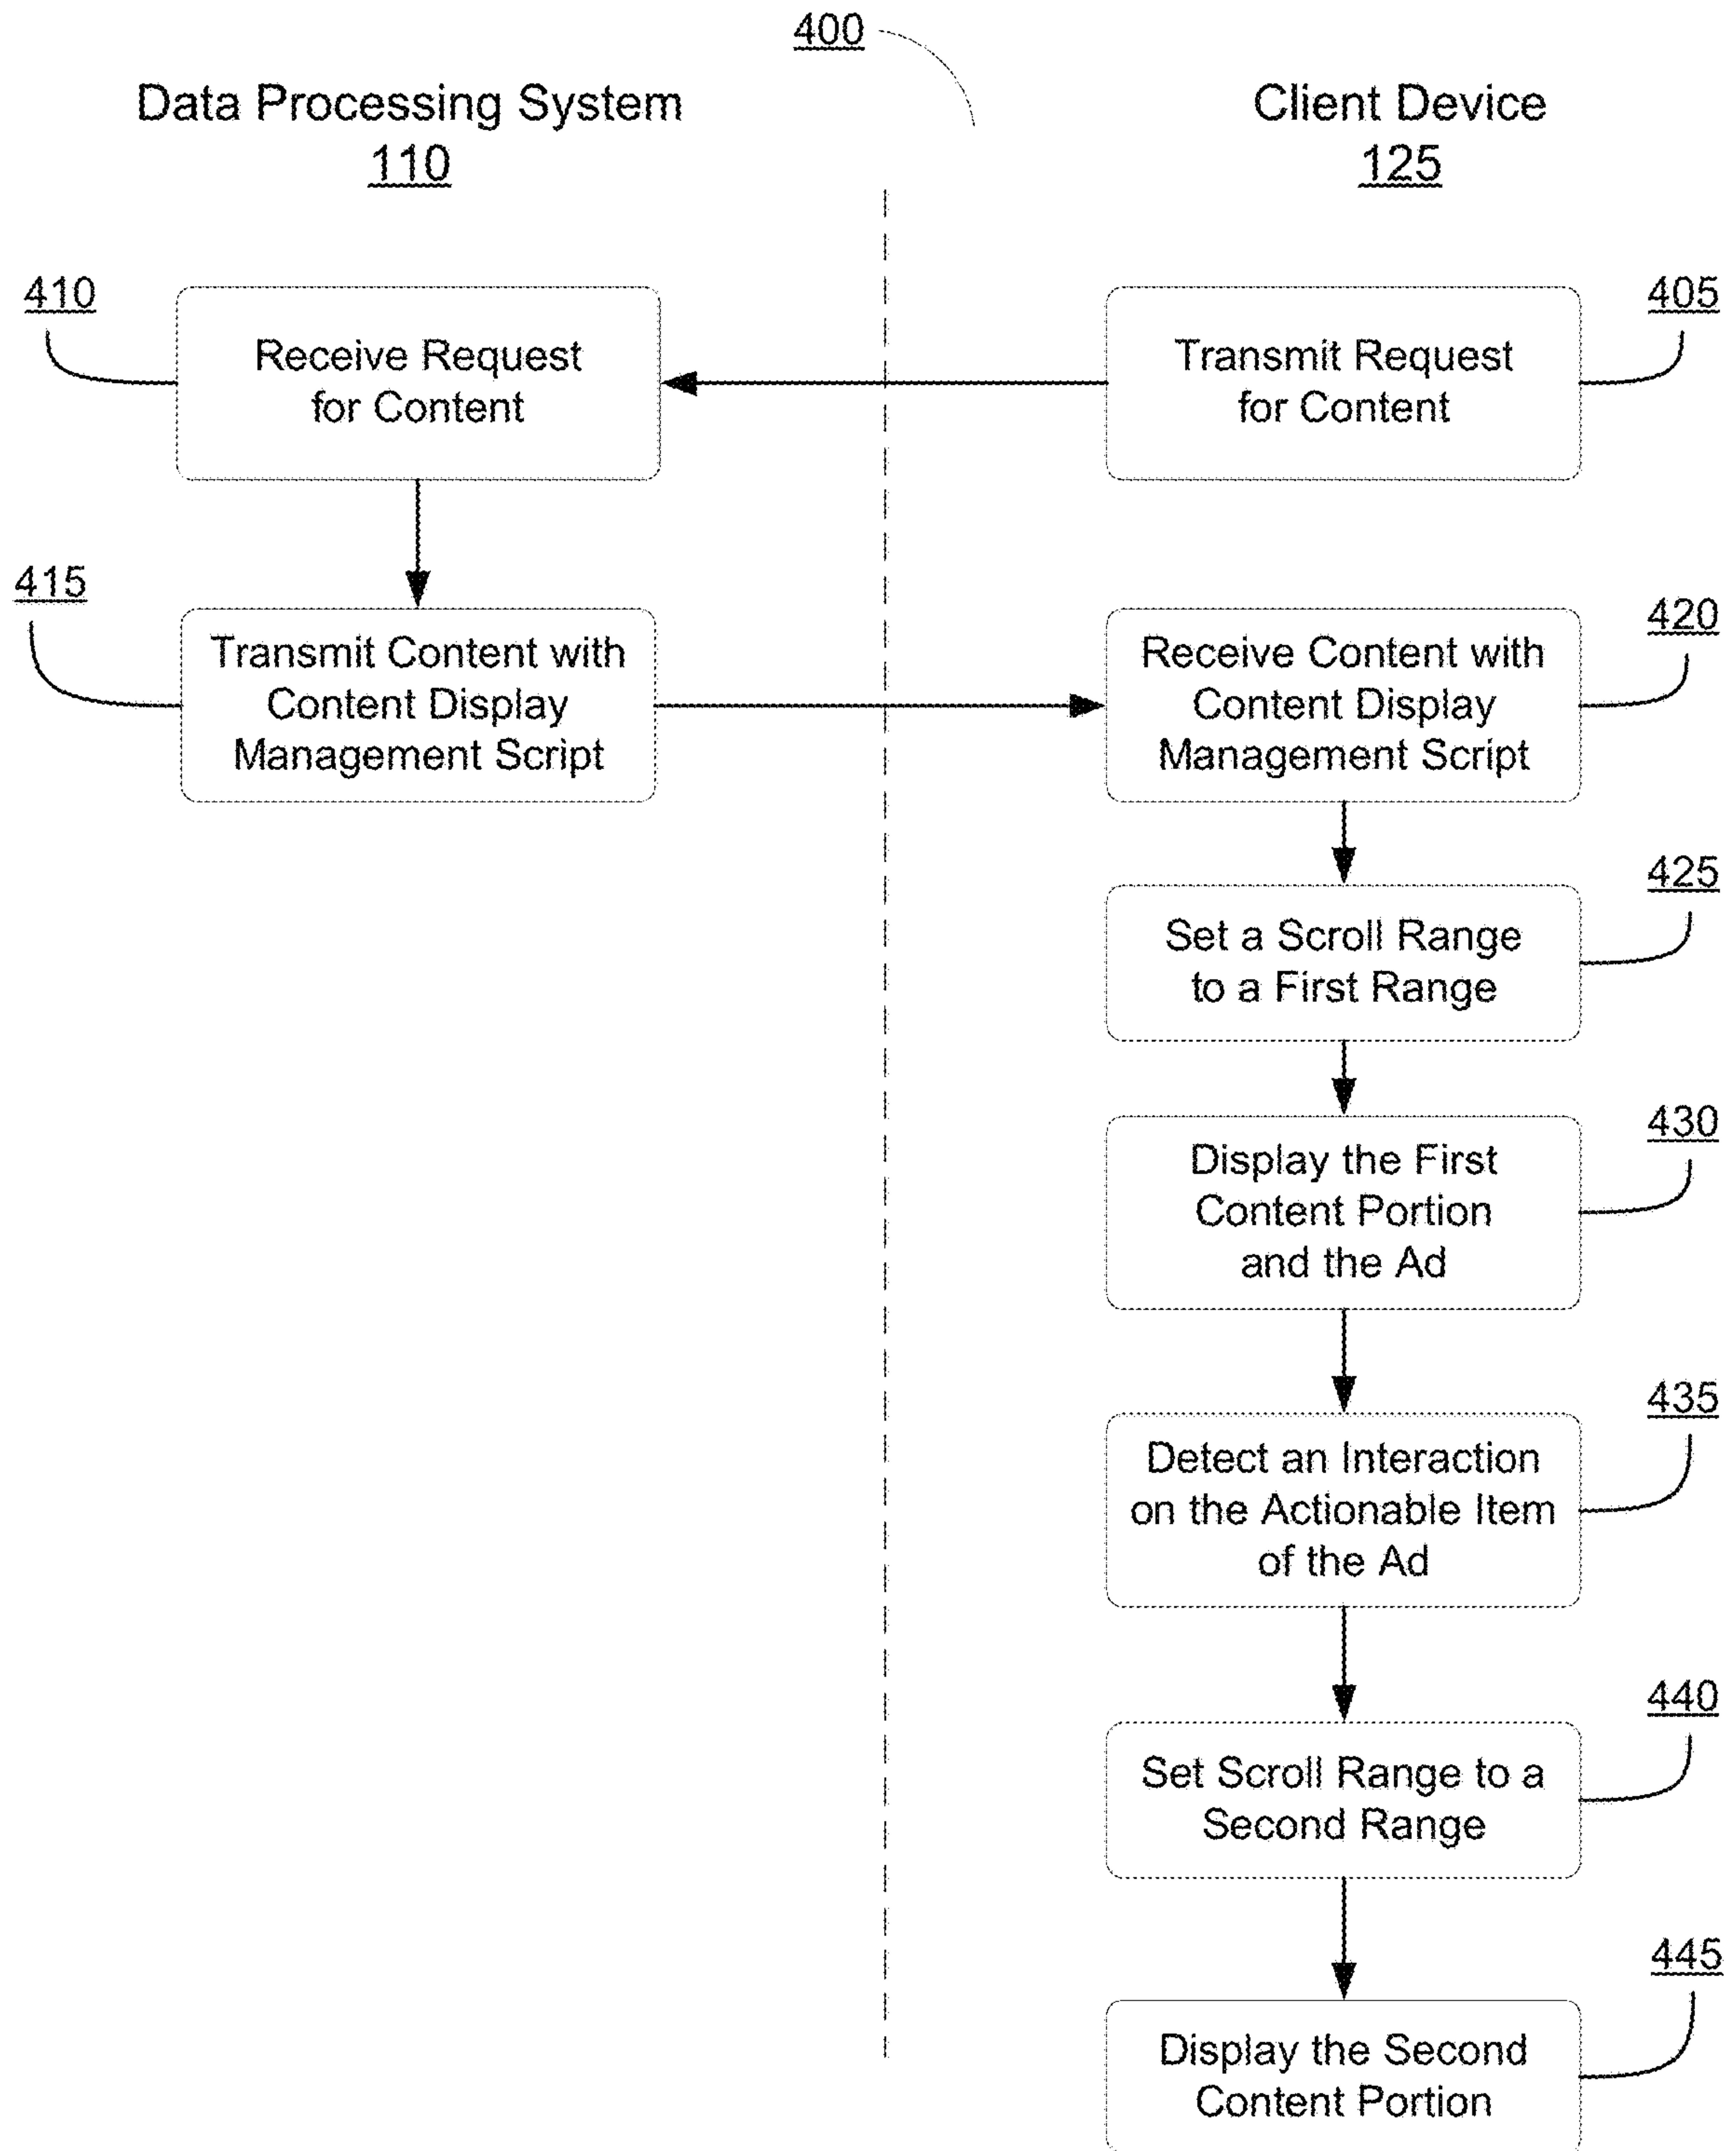 400
Data Processing System
110
Client Device
125
410
Receive Request
for Content
405
Transmit Request
for Content
415
Transmit Content with
Content Display
Management Script
420
Receive Content with
Content Display
Management Script
425
Set a Scroll Range
to a First Range
430
Display the First
Content Portion
and the Ad
435
Detect an Interaction
on the Actionable Item
of the Ad
440
Set Scroll Range to a
Second Range
445
Display the Second
Content Portion